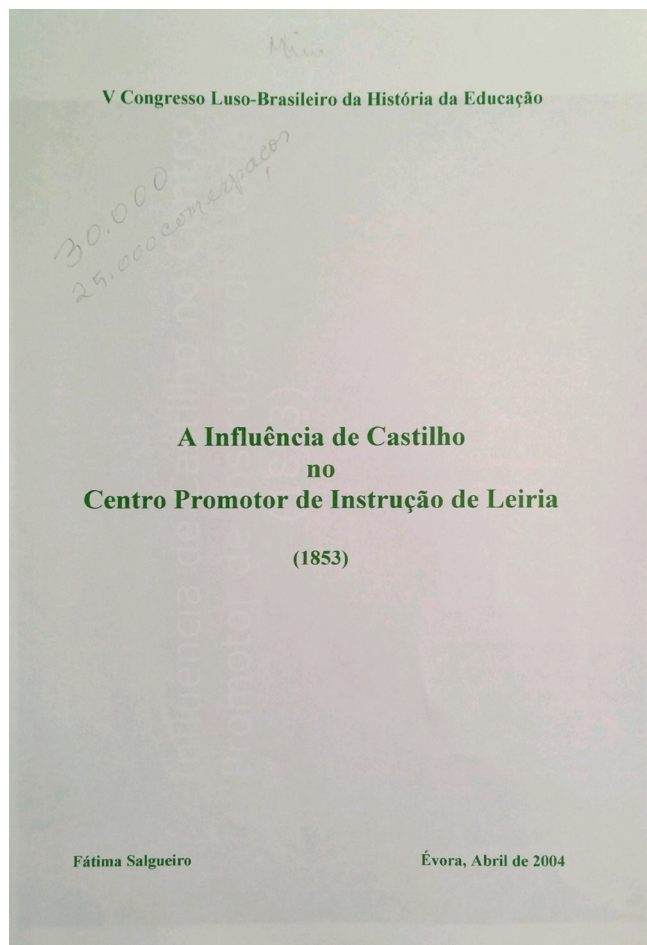 V Congresso Luso-Brasileiro da História da Educação
30.000
25.000 com espaços
A Influência de Castilho
no
Centro Promotor de Instrução de Leiria
(1853)
Fátima Salgueiro
Évora, Abril de 2004